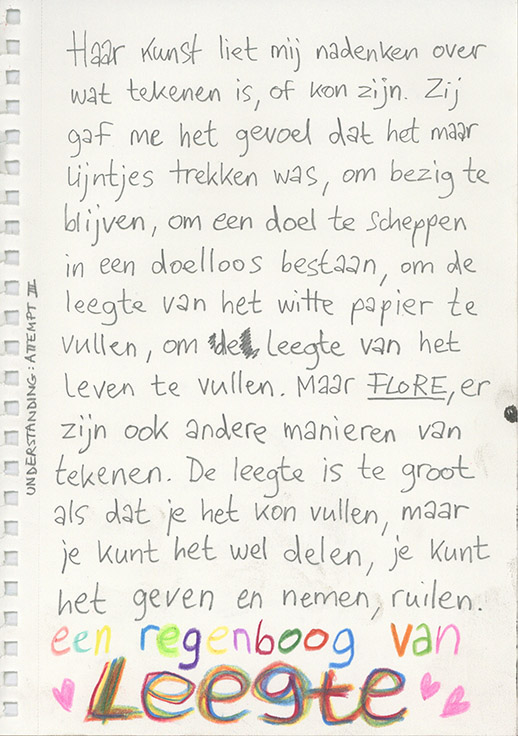 Haar kunst liet mij nadenken over
wat tekenen is, of kon zijn. Zij
gaf me het gevoel dat het maar
lijntjes trekken was, om bezig te
blijven, om een doel te scheppen
in een doelloos bestaan, om de
leegte van het witte papier te
vullen, om de leegte van het
leven te vullen. Maar FLORE, er
zijn ook andere manieren van
tekenen. De leegte is te groot
als dat je het kon vullen, maar
je kunt het wel delen, je kunt
het geven en nemen, ruilen.
een regenboog van
Leegte
UNDERSTANDING: ATTEMPT III